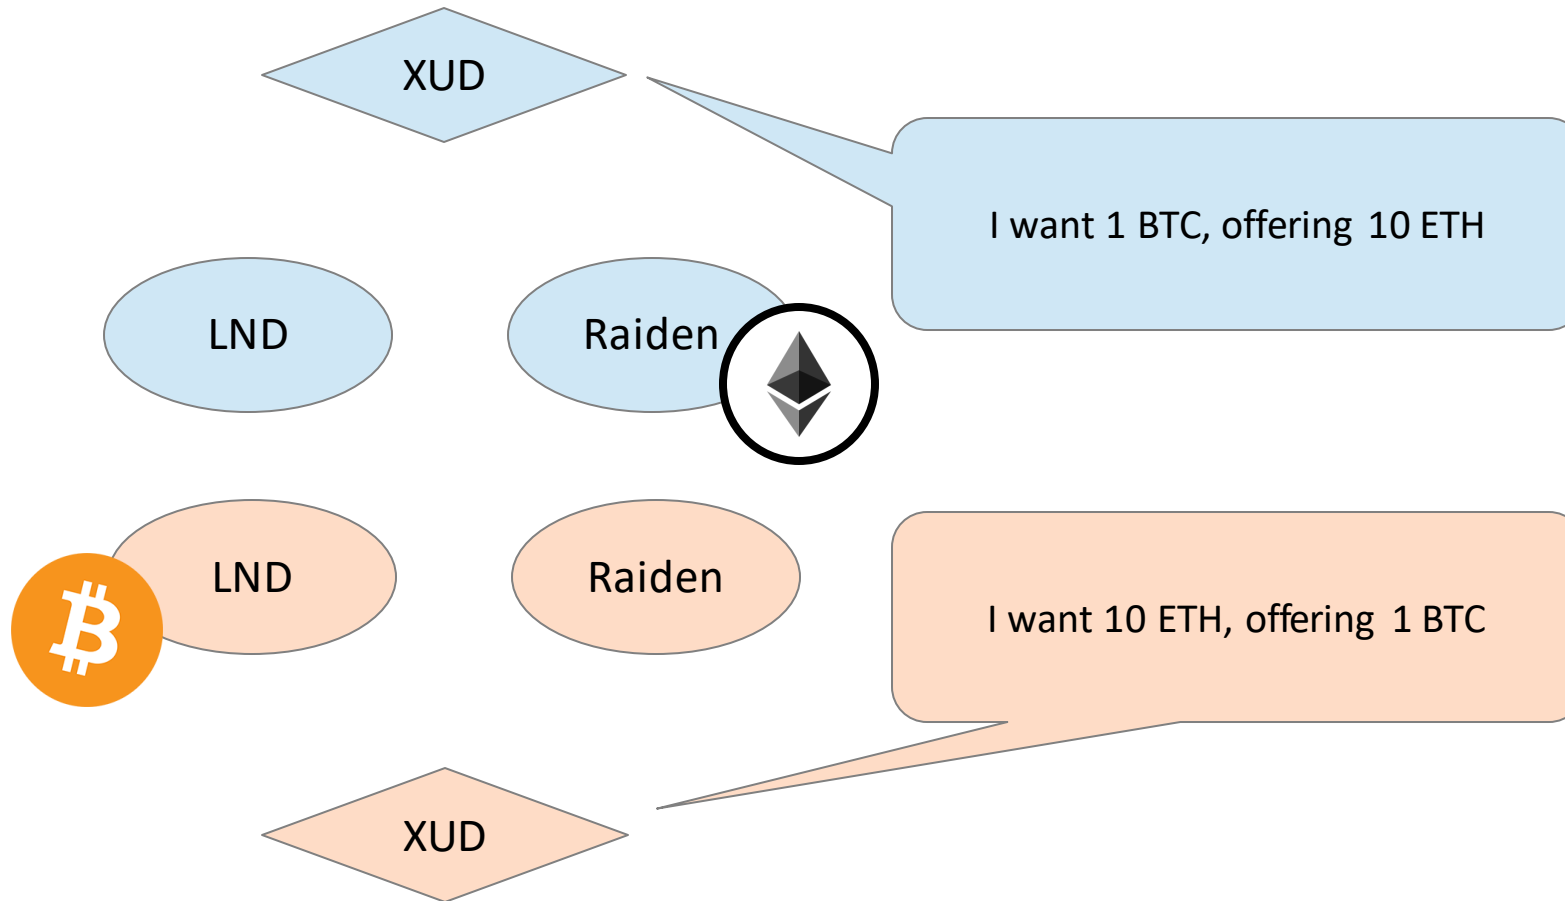 XUD
I want 1 BTC, offering 10 ETH
LND
Raiden
LND
Raiden
I want 10 ETH, offering 1 BTC
XUD